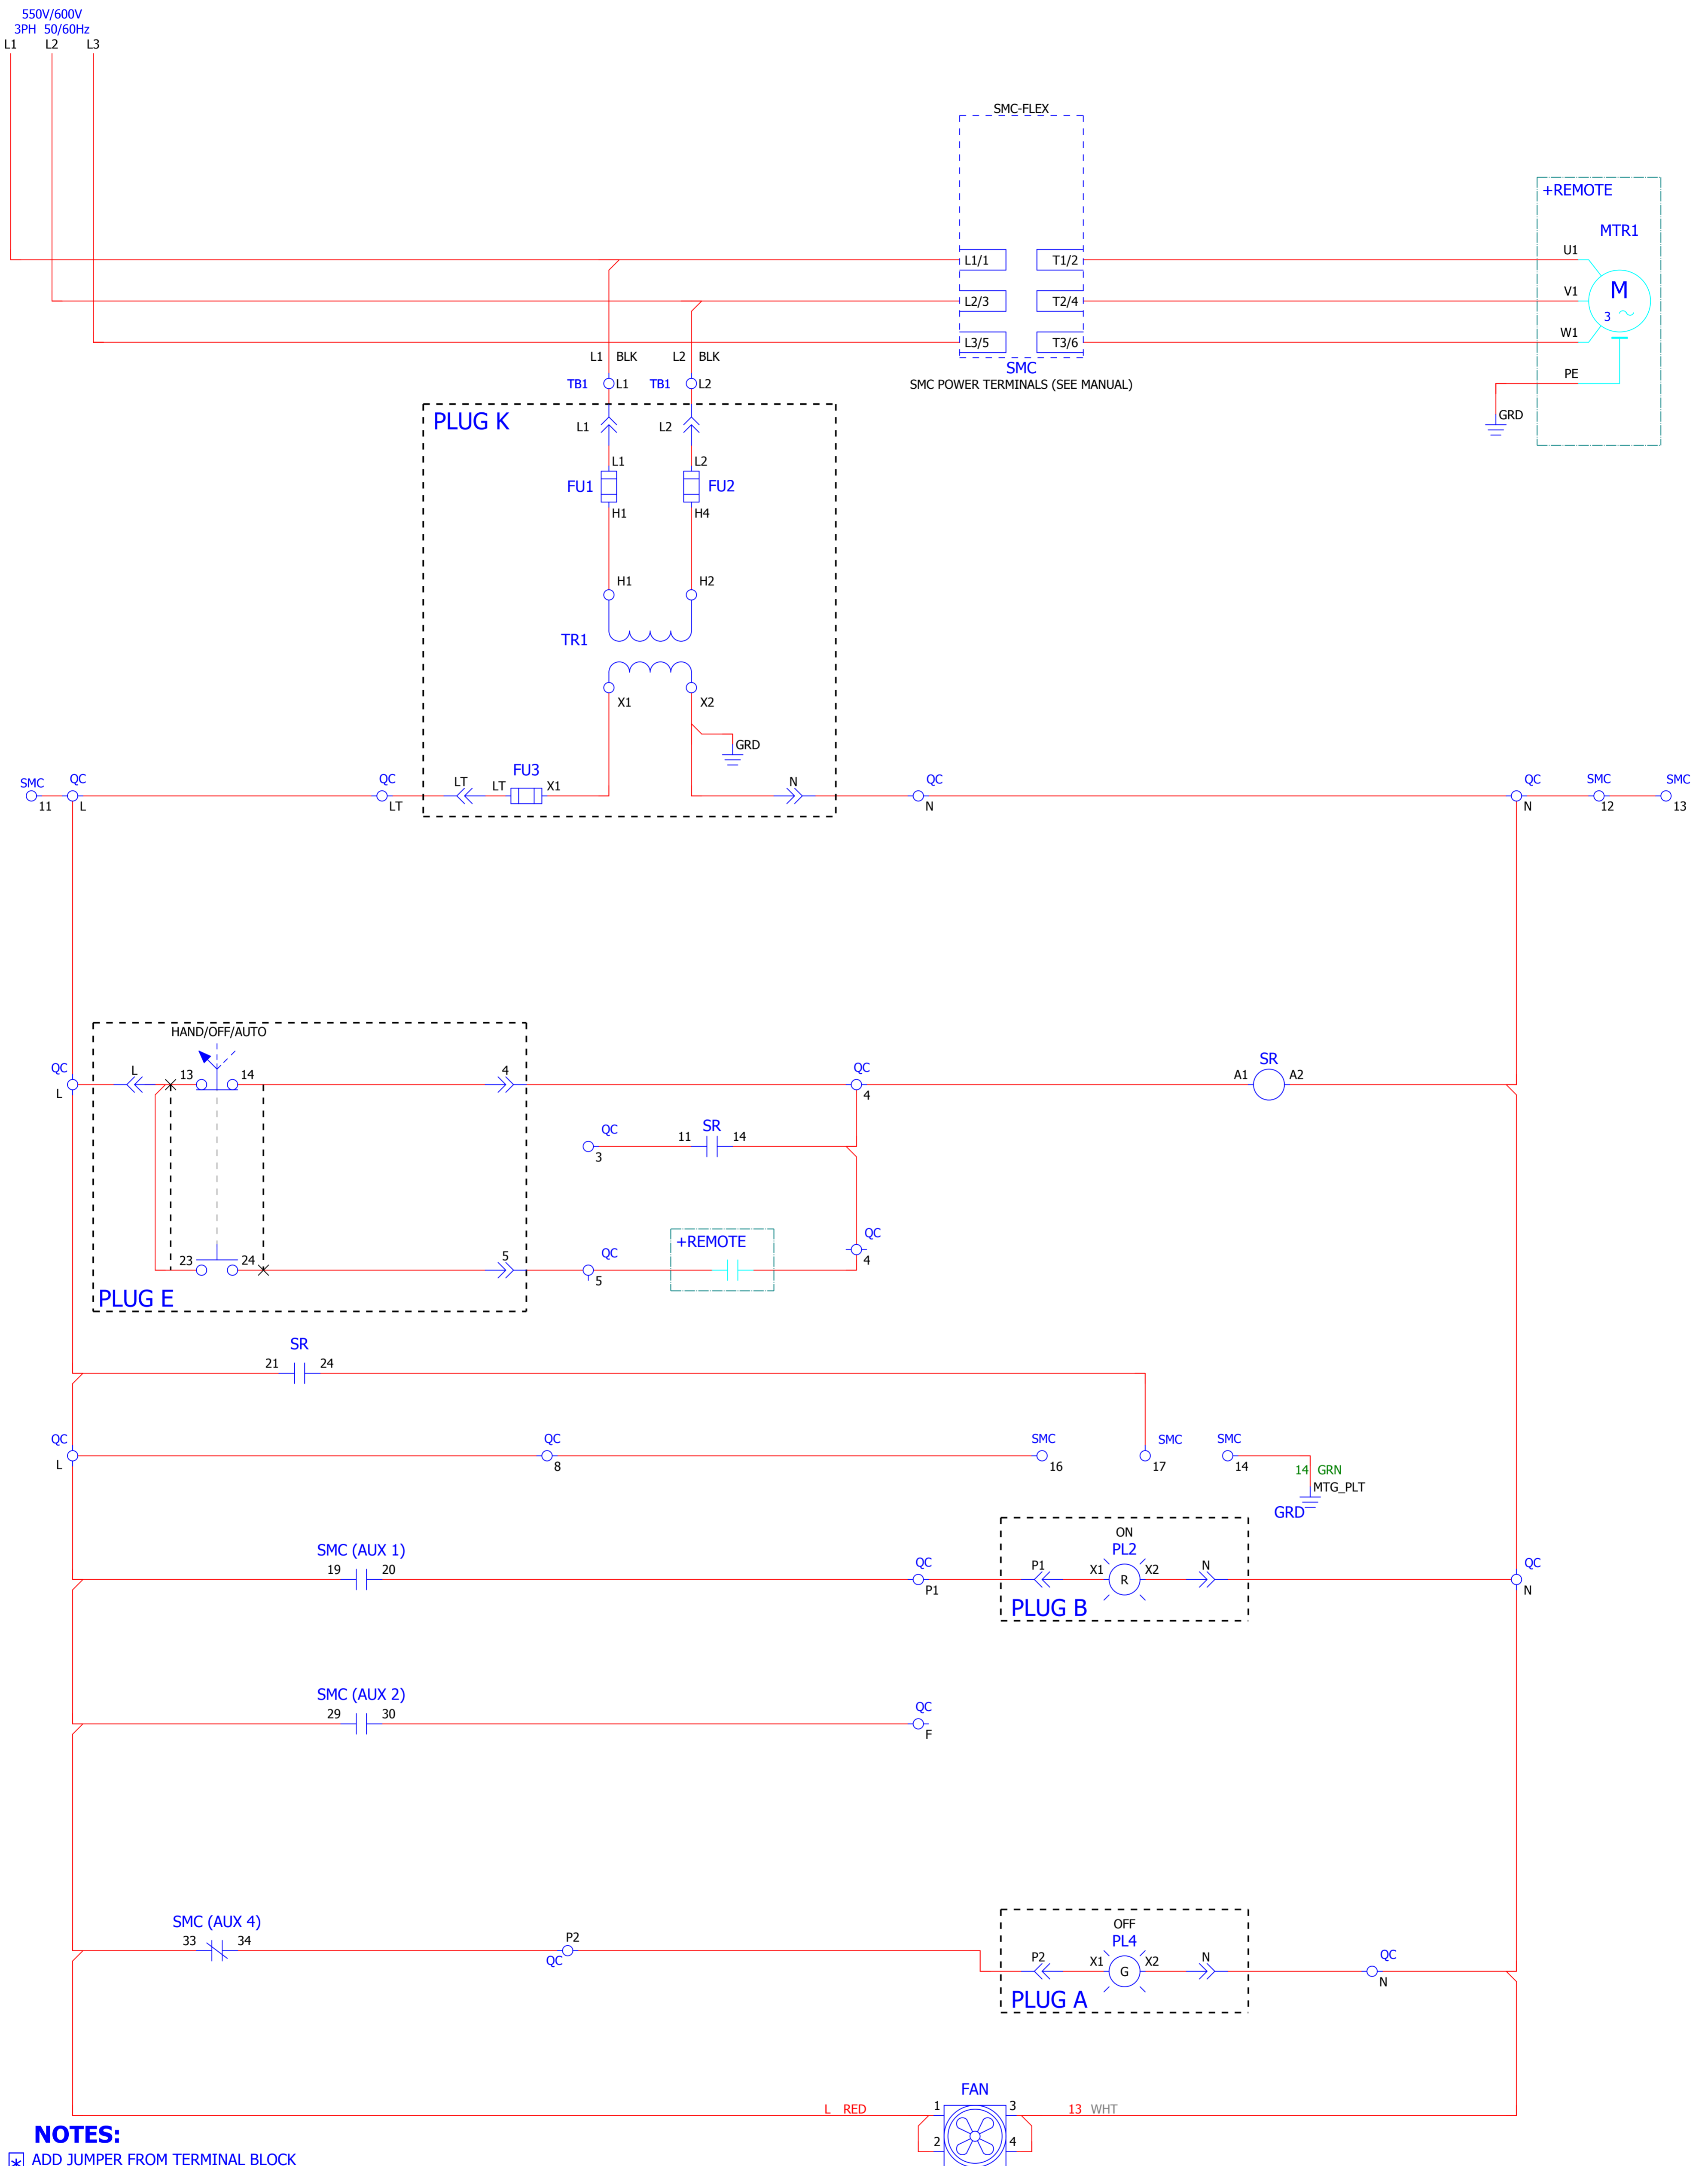 550V/600V
3PH 50/60Hz
L1 L2 L3
SMC-FLEX
+REMOTE
MTR1
L1/1 T1/2 U1
L2/3 T2/4 V1 M
3
L3/5 T3/6 W1
L1 BLK L2 BLK
SMC
PE
TB1 L1 TB1 L2
SMC POWER TERMINALS (SEE MANUAL)
GRD
PLUG K
L1 L2
L1 L2
FU1 FU2
H1 H4
H1 H2
TR1
X1 X2
GRD
FU3
SMC QC QC LT LT X1 N QC QC SMC SMC
11 L LT N N 12 13
HAND/OFF/AUTO
QC L 13 14 4 QC SR
A1 A2
L 4
QC 11 SR 14
3
+REMOTE
QC
23 24 5 QC
5 4
PLUG E
SR
21 24
QC QC SMC SMC SMC
L 8 16 17 14
14 GRN
MTG_PLT
GRD
ON
SMC (AUX 1) PL2
19 20 QC P1 X1 R X2 N QC
P1 N
PLUG B
SMC (AUX 2)
29 30 QC
F
OFF
SMC (AUX 4) PL4
33 34 P2
QC
P2 X1 G X2 N QC
N
PLUG A
FAN
L RED 1 3 13 WHT
2 4
NOTES:
* ADD JUMPER FROM TERMINAL BLOCK